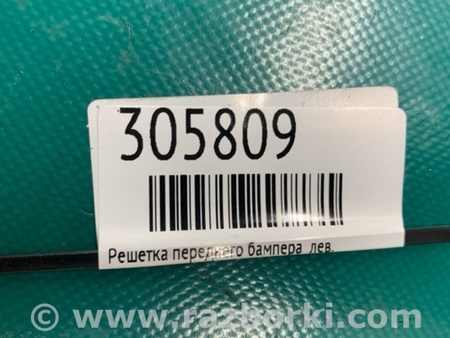 305809
Решетка переднего бампера лев.
© www.razborki.com